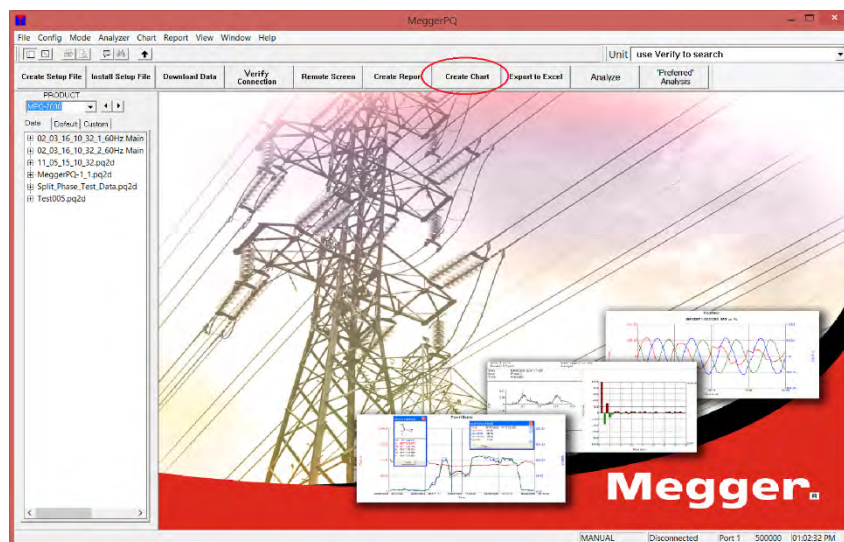 MeggerPQ
File Config Mode Analyzer Chart Report View Window Help
Unit use Verify to search
Create Setup File Install Setup File Download Data Verify Connection Remote Screen Create Report Create Chart Export to Excel Analyze 'Preferred' Analysis
PRODUCT
Data Default Custom
02_03_16_10_32_1_60Hz Main
02_03_16_10_32_2_60Hz Main
11_05_15_10_32.pq2d
MeggerPQ-1_1.pq2d
Split_Phase_Test_Data.pq2d
Test005.pq2d
Megger
MANUAL Disconnected Port 1 500000 01:02:32 PM